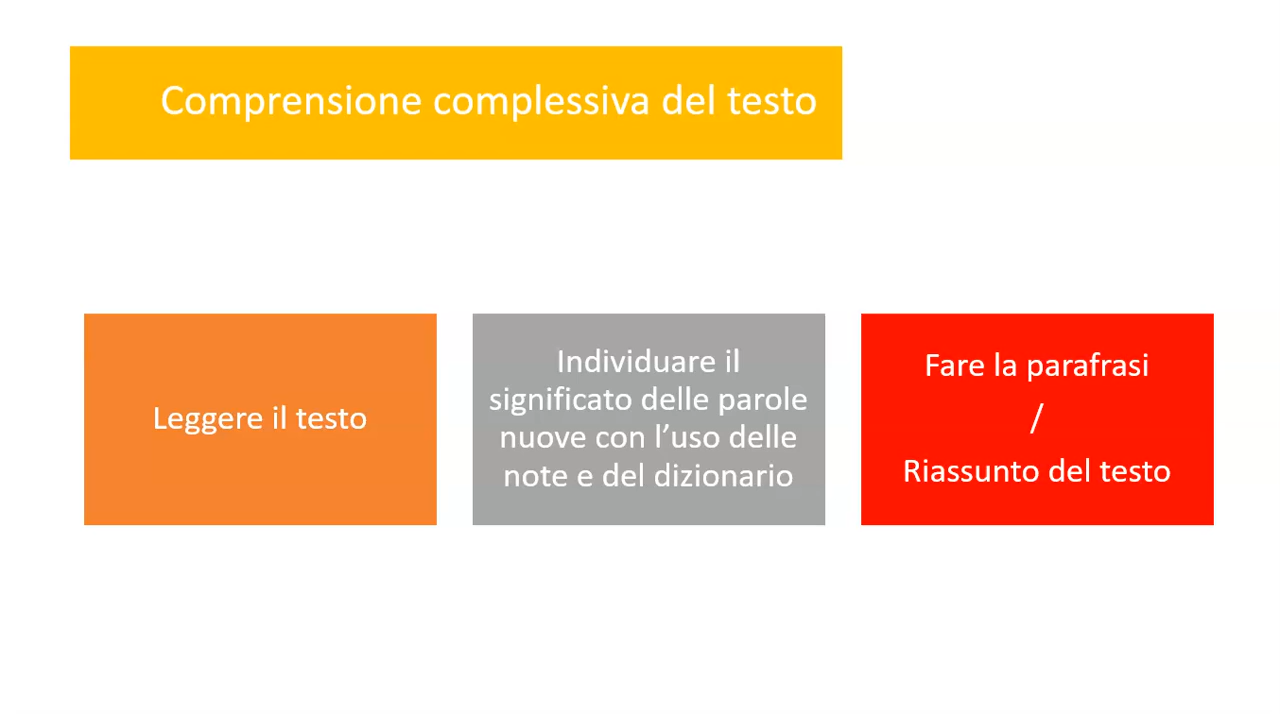 Comprensione complessiva del testo
Leggere il testo
Individuare il
significato delle parole
nuove con l’uso delle
note e del dizionario
Fare la parafrasi
/
Riassunto del testo